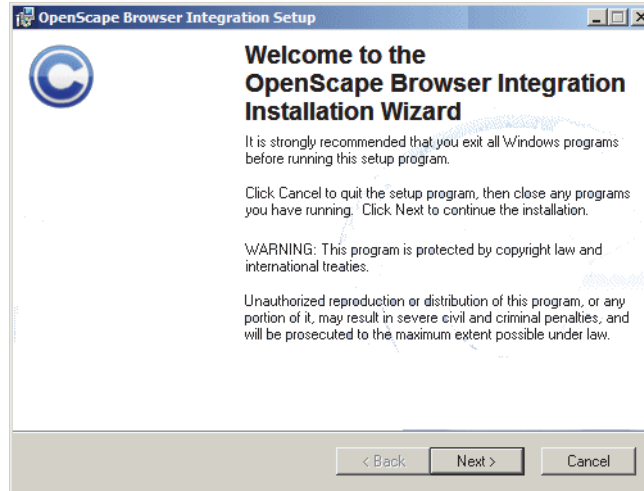 OpenScape Browser Integration Setup
C
Welcome to the
OpenScape Browser Integration
Installation Wizard
It is strongly recommended that you exit all Windows programs
before running this setup program.
Click Cancel to quit the setup program, then close any programs
you have running. Click Next to continue the installation.
WARNING: This program is protected by copyright law and
international treaties.
Unauthorized reproduction or distribution of this program, or any
portion of it, may result in severe civil and criminal penalties, and
will be prosecuted to the maximum extent possible under law.
< Back Next > Cancel